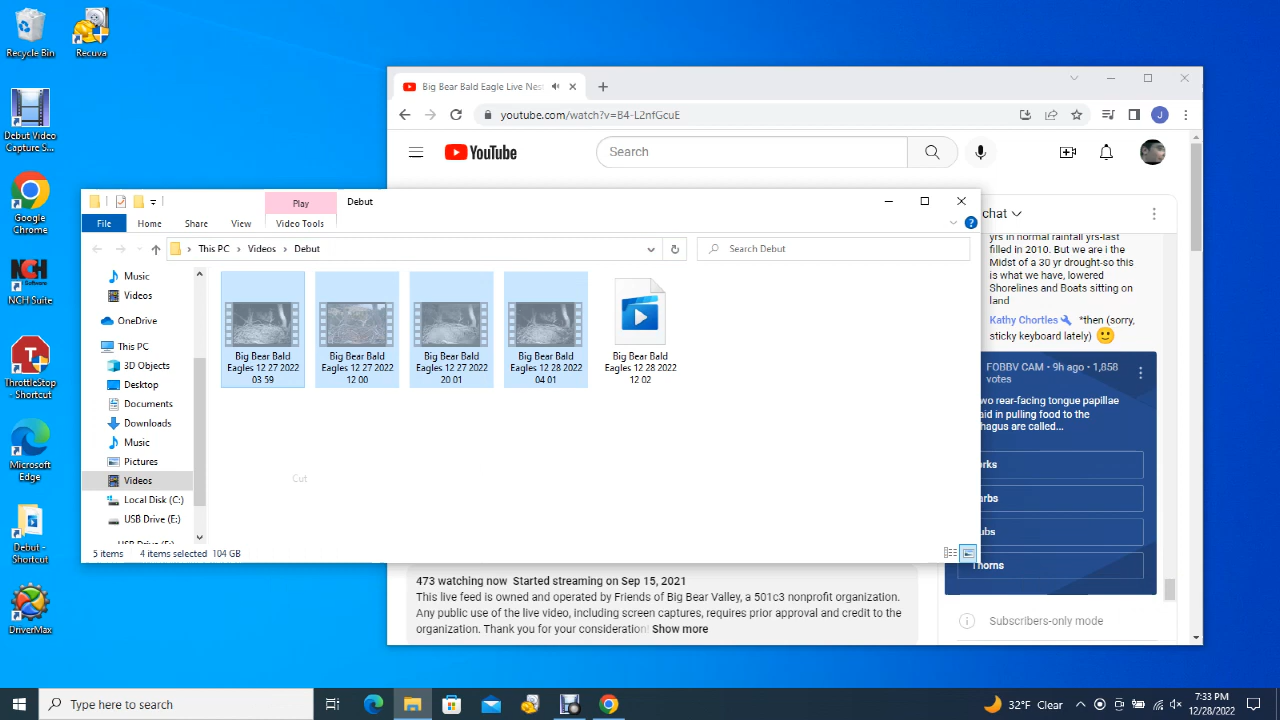 Recycle Bin
Recuva
Debut Video
Capture S...
Google
Chrome
NCH
Software
NCH Suite
ThrottleStop
- Shortcut
Microsoft
Edge
Debut -
Shortcut
DriverMax
Big Bear Bald Eagle Live Nest
youtube.com/watch?v=B4-L2nfGcuE
J
YouTube
Search
chat
yrs in normal rainfall yrs-last
filled in 2010. But we are i the
Midst of a 30 yr drought-so this
is what we have, lowered
Shorelines and Boats sitting on
land
Kathy Chortles *then (sorry,
sticky keyboard lately)
FOBBV CAM • 9h ago • 1,858
votes
wo rear-facing tongue papillae
aid in pulling food to the
hagus are called...
orks
arbs
ubs
Thorns
Subscribers-only mode
Play
Debut
File
Home
Share
View
Video Tools
This PC
Videos
Debut
Search Debut
Music
Videos
OneDrive
This PC
3D Objects
Desktop
Documents
Downloads
Music
Pictures
Videos
Local Disk (C:)
USB Drive (E:)
Big Bear Bald
Eagles 12 27 2022
03 59
Big Bear Bald
Eagles 12 27 2022
12 00
Big Bear Bald
Eagles 12 27 2022
20 01
Big Bear Bald
Eagles 12 28 2022
04 01
Big Bear Bald
Eagles 12 28 2022
12 02
Cut
5 items
4 items selected 104 GB
473 watching now Started streaming on Sep 15, 2021
This live feed is owned and operated by Friends of Big Bear Valley, a 501c3 nonprofit organization.
Any public use of the live video, including screen captures, requires prior approval and credit to the
organization. Thank you for your consideration! Show more
Type here to search
32°F Clear
7:33 PM
12/28/2022